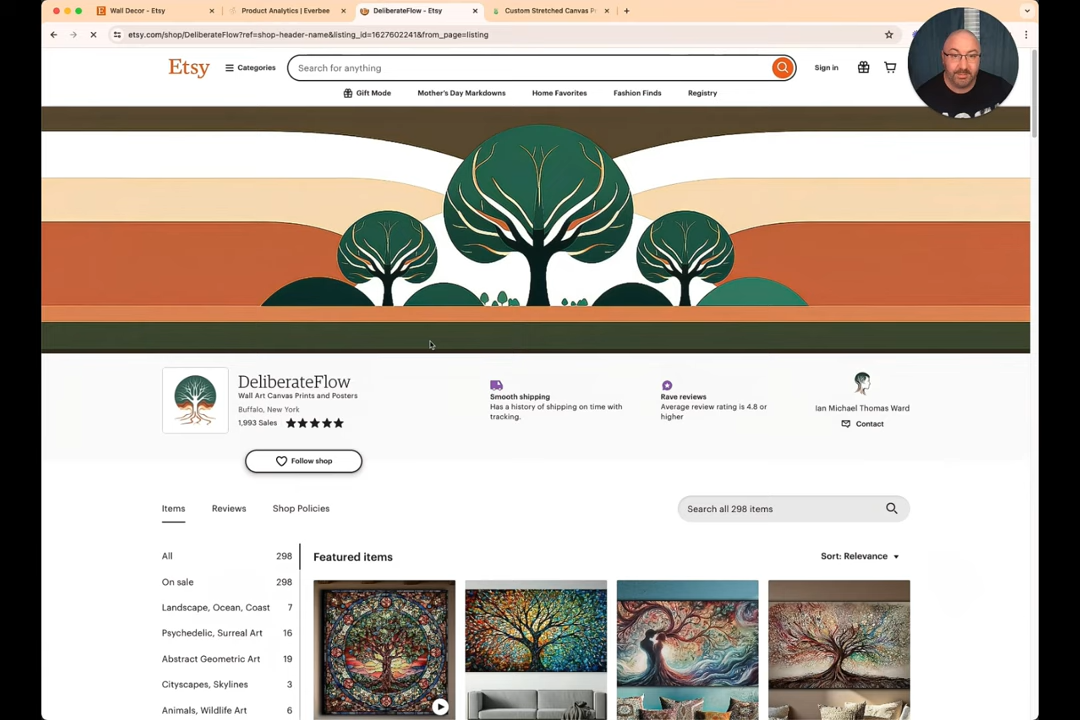 Wall Decor - Etsy
Product Analytics | Everbee
DeliberateFlow - Etsy
Custom Stretched Canvas P
etsy.com/shop/DeliberateFlow?ref=shop-header-name&listing_id=1627602241&from_page=listing
Etsy
Categories
Search for anything
Sign in
Gift Mode
Mother's Day Markdowns
Home Favorites
Fashion Finds
Registry
DeliberateFlow
Wall Art Canvas Prints and Posters
Buffalo, New York
1,993 Sales
Follow shop
Smooth shipping
Has a history of shipping on time with
tracking.
Rave reviews
Average review rating is 4.8 or
higher
Ian Michael Thomas Ward
Contact
Items
Reviews
Shop Policies
Search all 298 items
All 298
On sale 298
Landscape, Ocean, Coast 7
Psychedelic, Surreal Art 16
Abstract Geometric Art 19
Cityscapes, Skylines 3
Animals, Wildlife Art 6
Featured items
Sort: Relevance